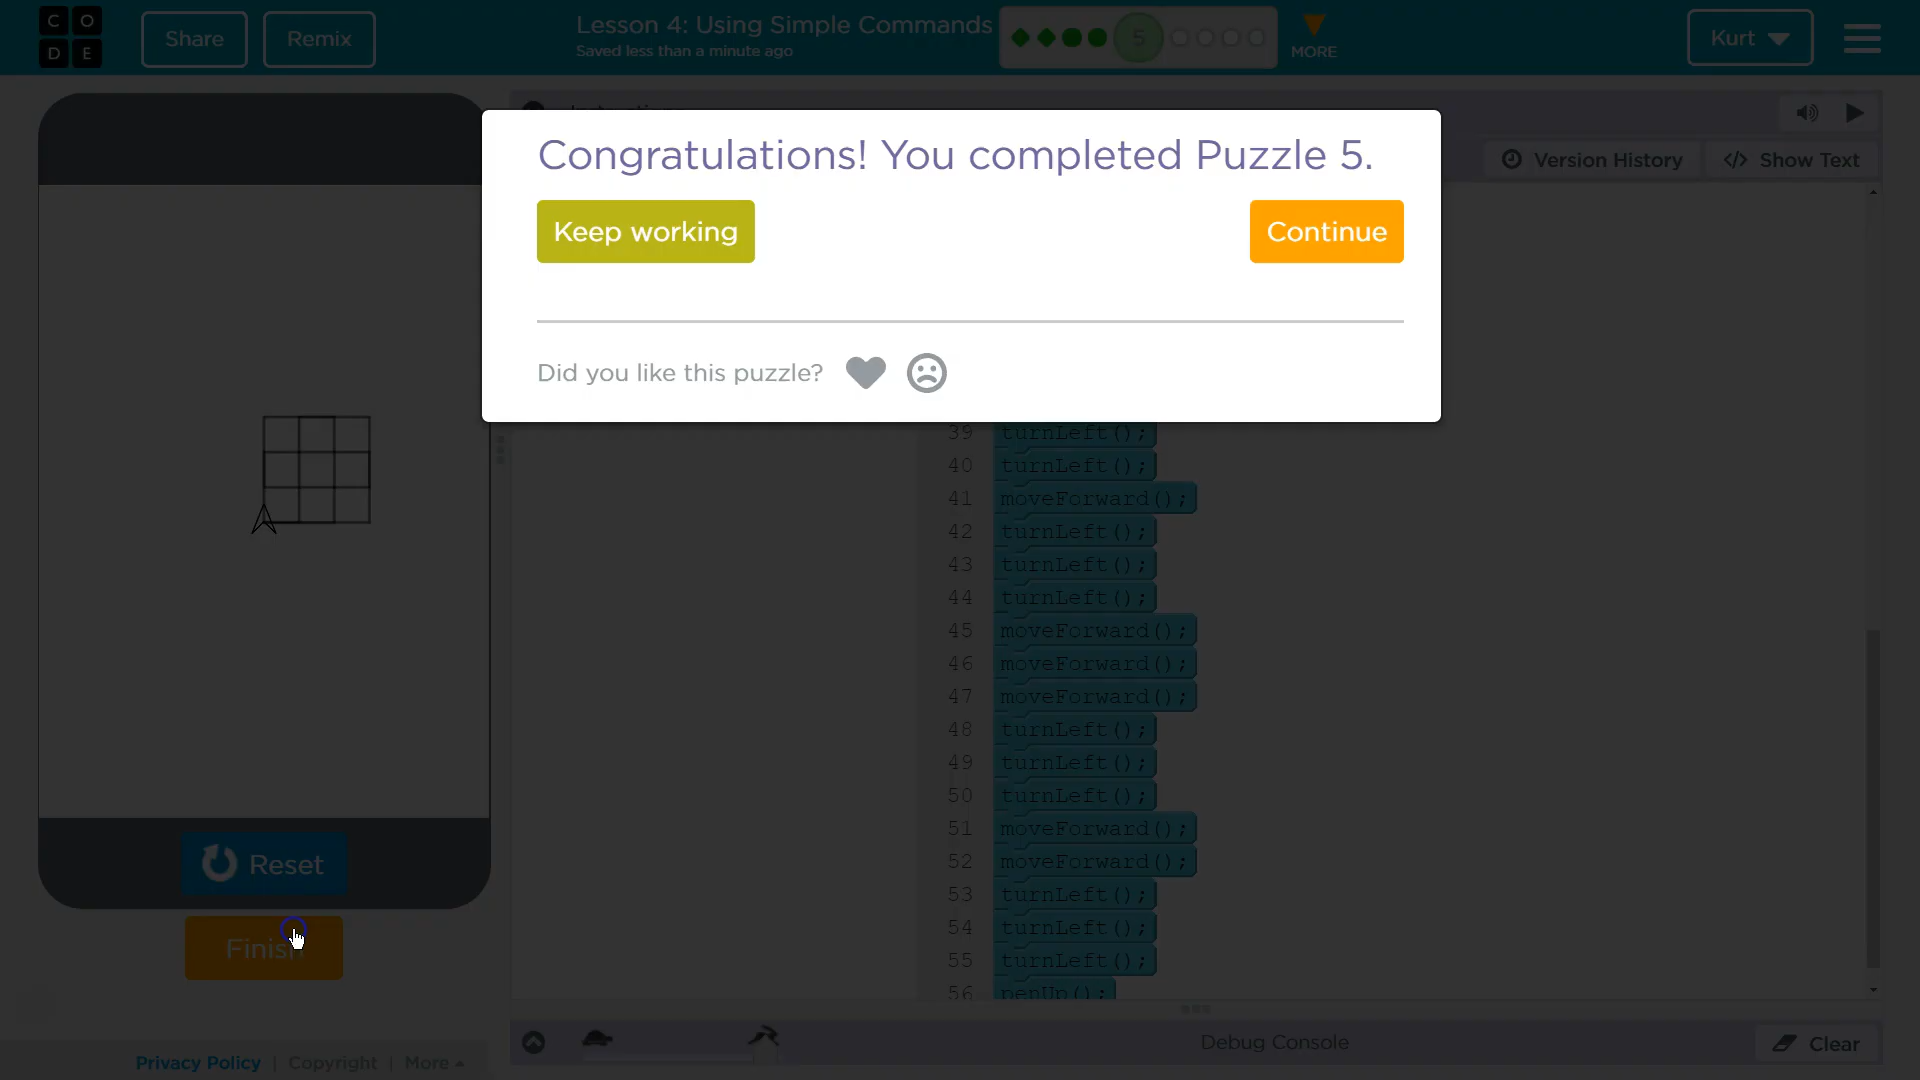 C O
D E
Share
Remix
Lesson 4: Using Simple Commands
Saved less than a minute ago
5
MORE
Kurt
Version History
</> Show Text
Congratulations! You completed Puzzle 5.
Keep working
Continue
Did you like this puzzle?
39 turnLeft();
40 turnLeft();
41 moveForward();
42 turnLeft();
43 turnLeft();
44 turnLeft();
45 moveForward();
46 moveForward();
47 moveForward();
48 turnLeft();
49 turnLeft();
50 turnLeft();
51 moveForward();
52 moveForward();
53 turnLeft();
54 turnLeft();
55 turnLeft();
56 penUp();
Reset
Finish
Privacy Policy | Copyright | More
Debug Console
Clear